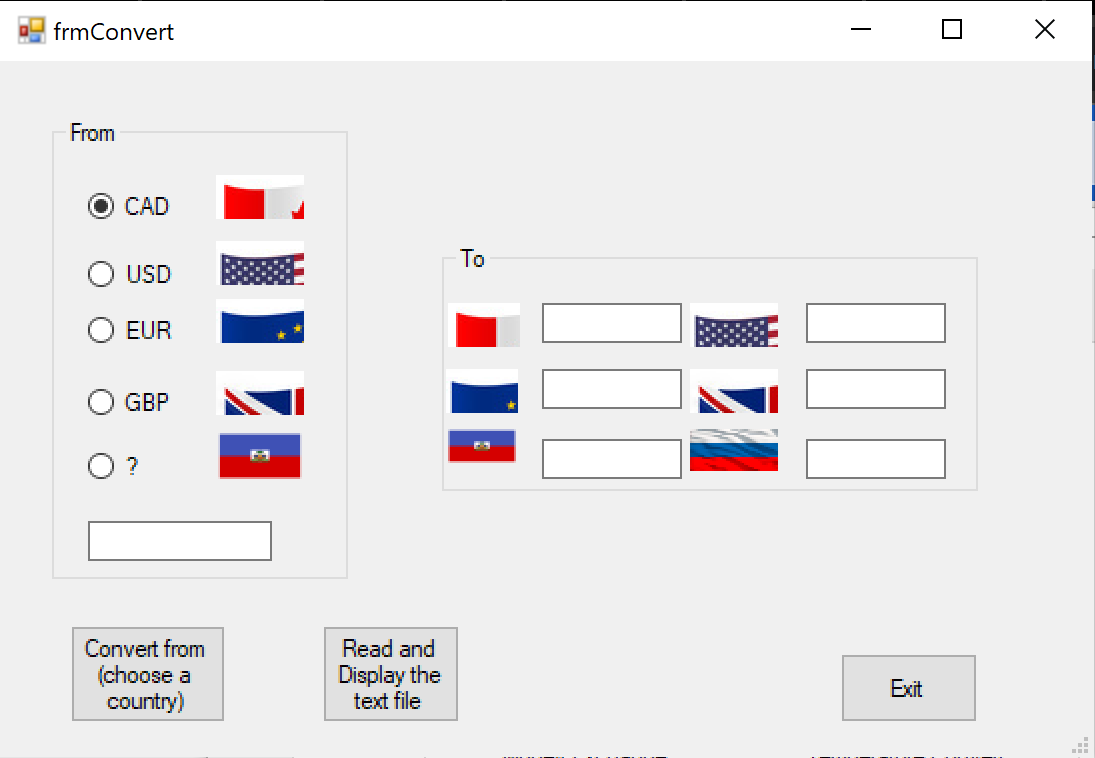 frmConvert
From
CAD
USD
EUR
GBP
?
To
Convert from
(choose a
country)
Read and
Display the
text file
Exit